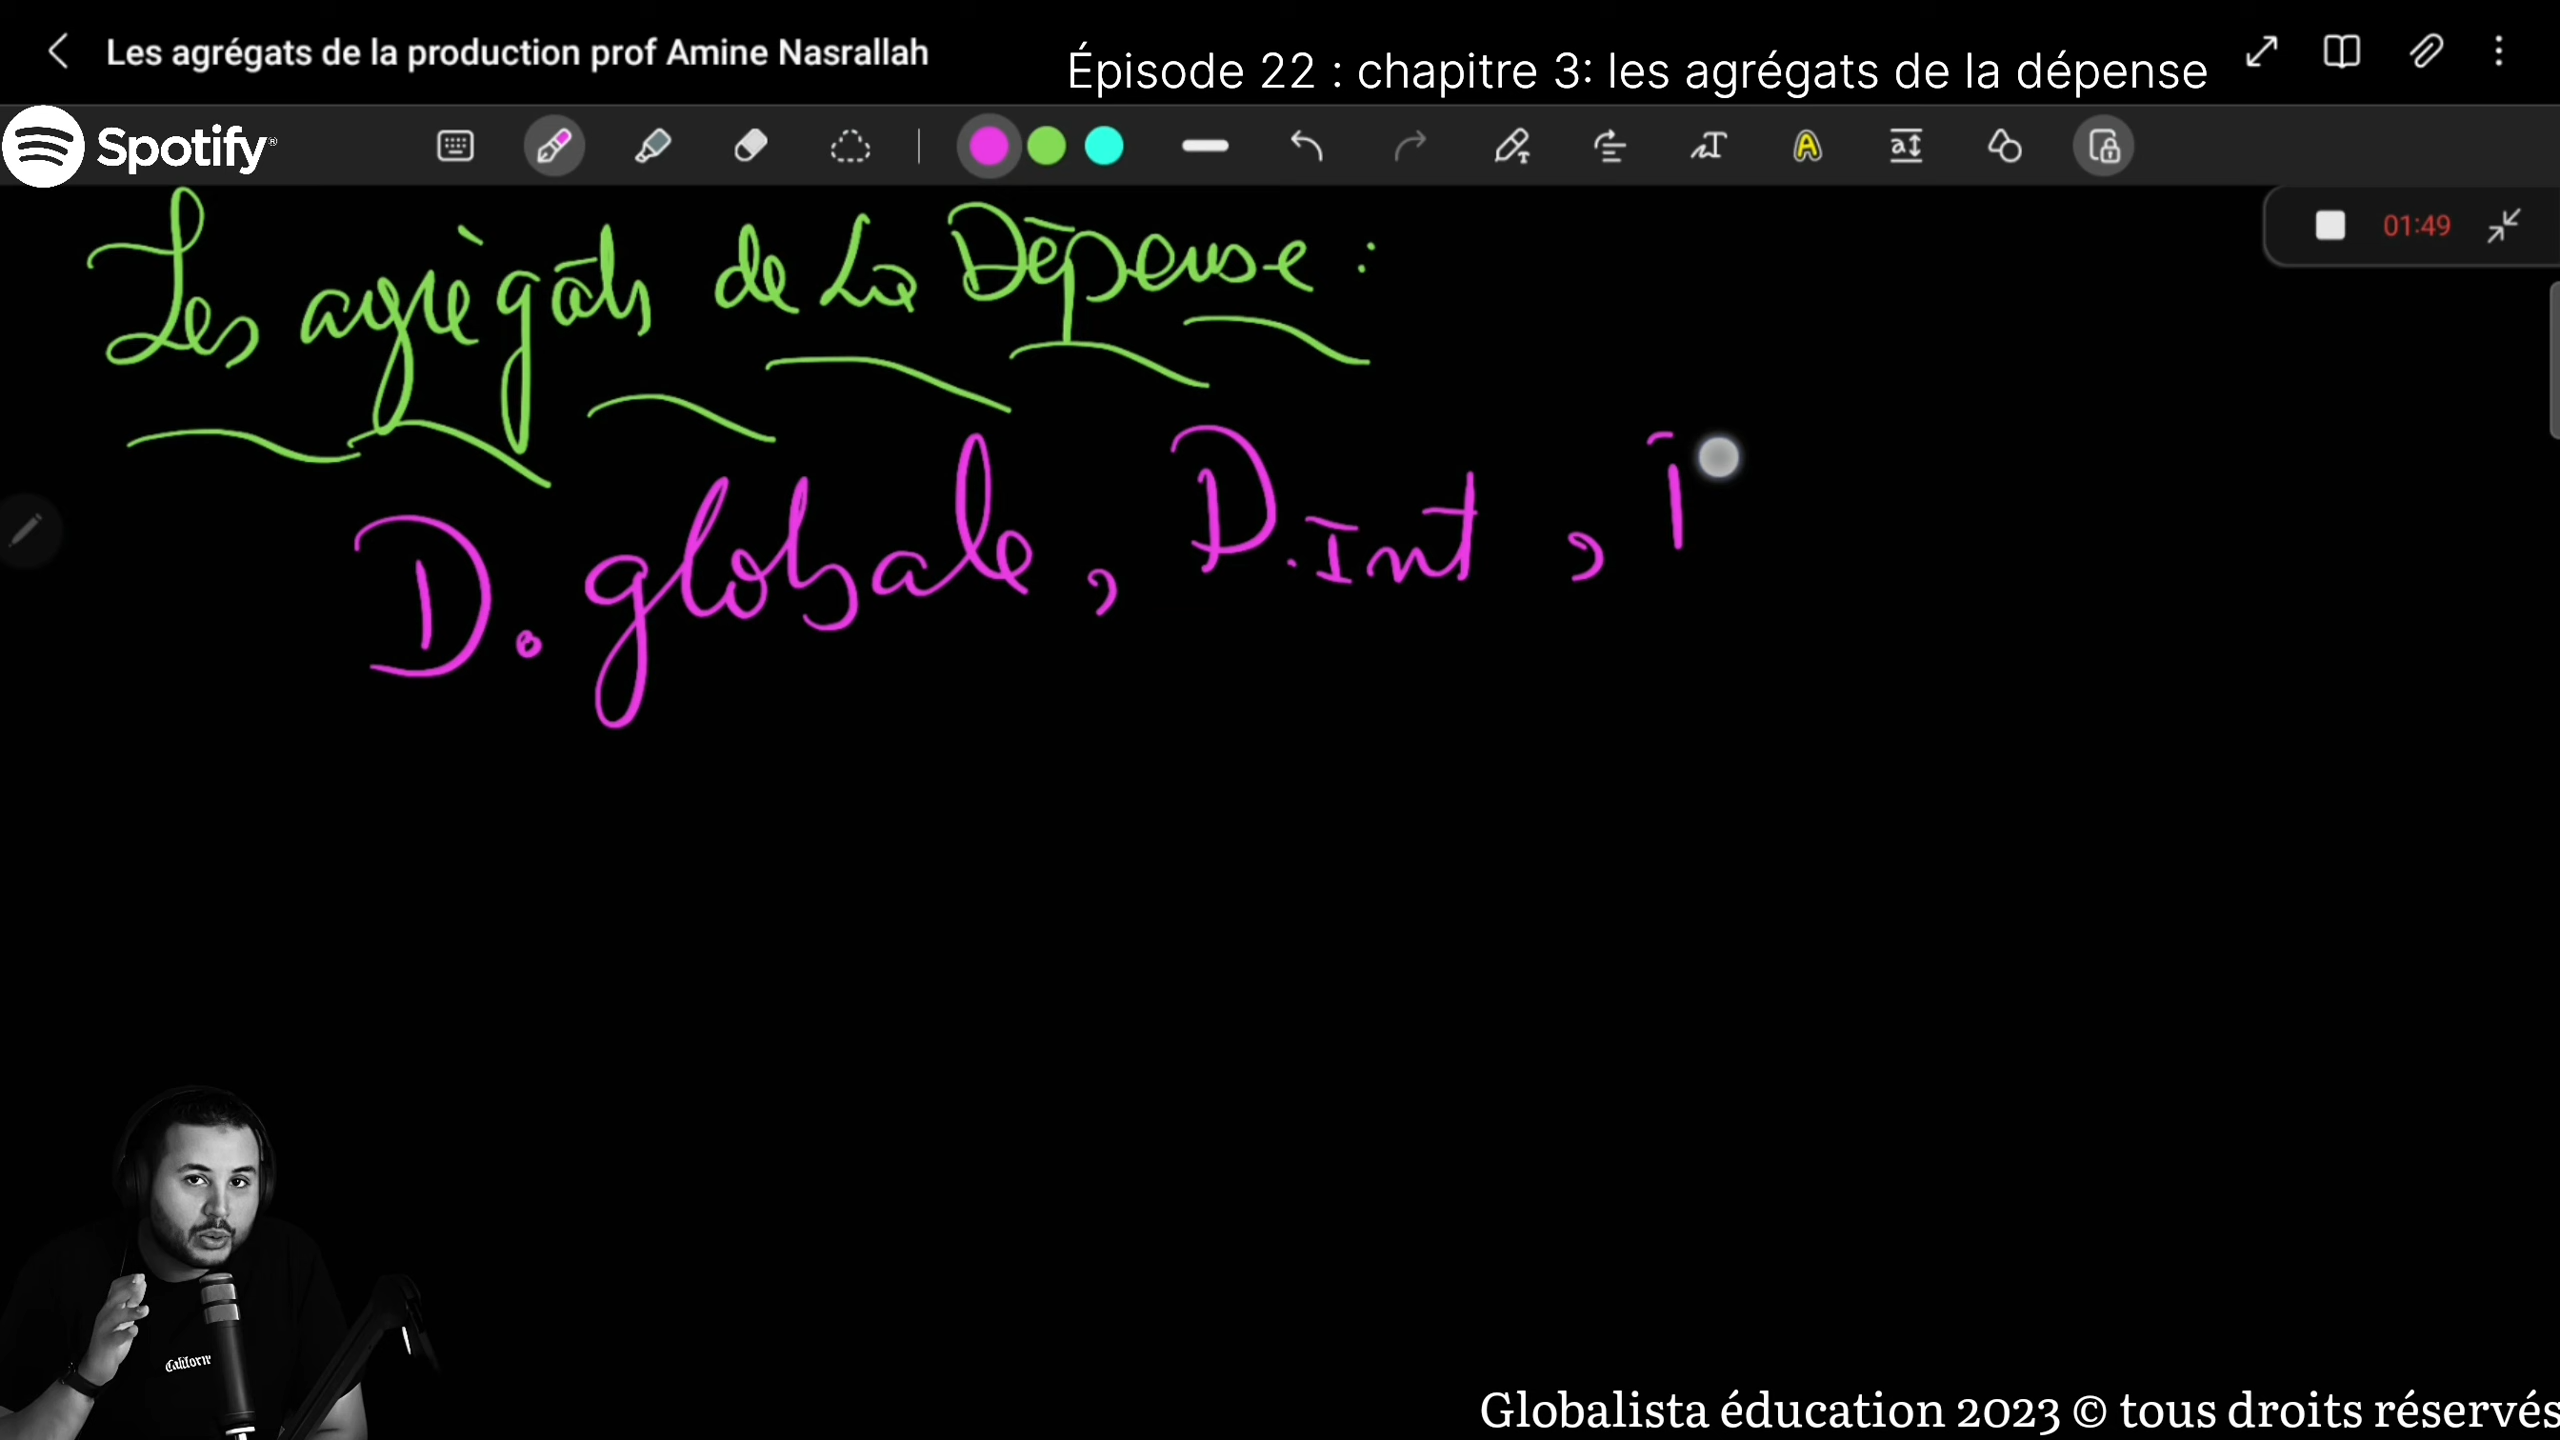 Les agrégats de la production prof Amine Nasrallah
Épisode 22 : chapitre 3: les agrégats de la dépense
Spotify®
01:49
Les agrégats de La Dépense :
D. globale, D. Int ,
Californ
Globalista éducation 2023 © tous droits réservés